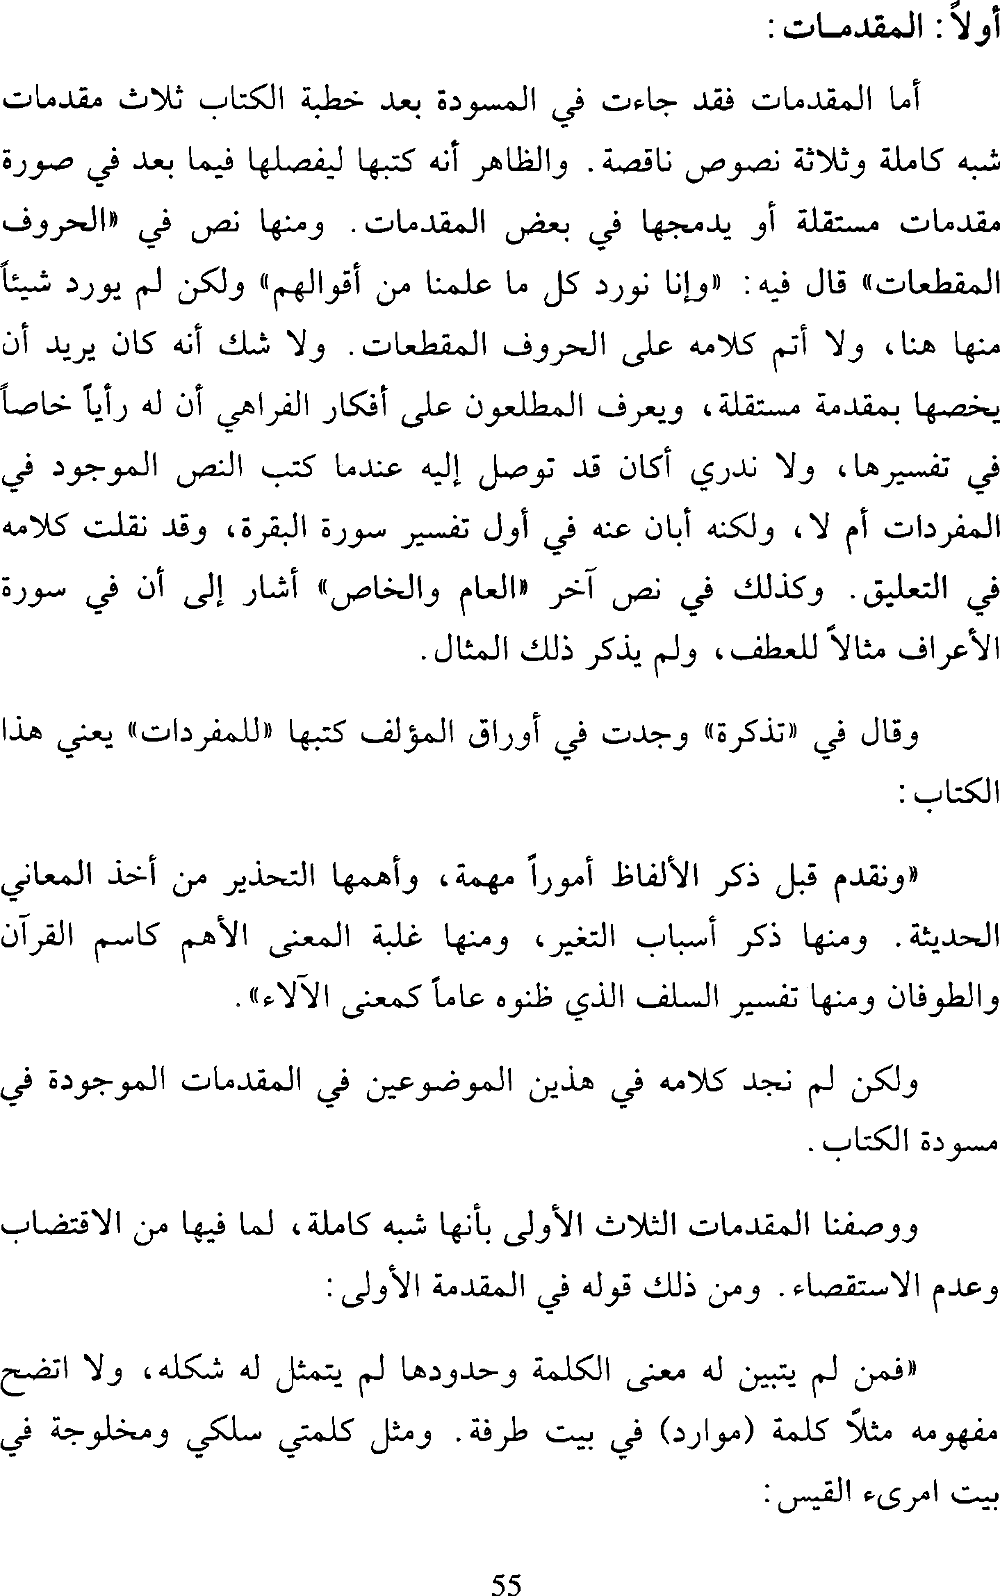 أولاً : المقدمـات :
أما المقدمات فقد جاءت في المسودة بعد خطبة الكتاب ثلاث مقدمات
شبه كاملة وثلاثة نصوص ناقصة . والظاهر أنه كتبها ليفصلها فيما بعد في صورة
مقدمات مستقلة أو يدمجها في بعض المقدمات . ومنها نص في «الحروف
المقطعات» قال فيه : «وإنا نورد كل ما علمنا من أقوالهم» ولكن لم يورد شيئاً
منها هنا ، ولا أتم كلامه على الحروف المقطعات . ولا شك أنه كان يريد أن
يخصها بمقدمة مستقلة ، ويعرف المطلعون على أفكار الفراهي أن له رأياً خاصاً
في تفسيرها ، ولا ندري أكان قد توصل إليه عندما كتب النص الموجود في
المفردات أم لا ، ولكنه أبان عنه في أول تفسير سورة البقرة ، وقد نقلت كلامه
في التعليق . وكذلك في نص آخر «العام والخاص» أشار إلى أن في سورة
الأعراف مثالاً للعطف ، ولم يذكر ذلك المثال .
وقال في «تذكرة» وجدت في أوراق المؤلف كتبها «للمفردات» يعني هذا
الكتاب :
«ونقدم قبل ذكر الألفاظ أموراً مهمة ، وأهمها التحذير من أخذ المعاني
الحديثة . ومنها ذكر أسباب التغير ، ومنها غلبة المعنى الأهم كاسم القرآن
والطوفان ومنها تفسير السلف الذي ظنوه عاماً كمعنى الآلاء» .
ولكن لم نجد كلامه في هذين الموضوعين في المقدمات الموجودة في
مسودة الكتاب .
ووصفنا المقدمات الثلاث الأولى بأنها شبه كاملة ، لما فيها من الاقتضاب
وعدم الاستقصاء . ومن ذلك قوله في المقدمة الأولى :
«فمن لم يتبين له معنى الكلمة وحدودها لم يتمثل له شكله ، ولا اتضح
مفهومه مثلاً كلمة (موارد) في بيت طرفة . ومثل كلمتي سلكي ومخلوجة في
بيت امرىء القيس :
55